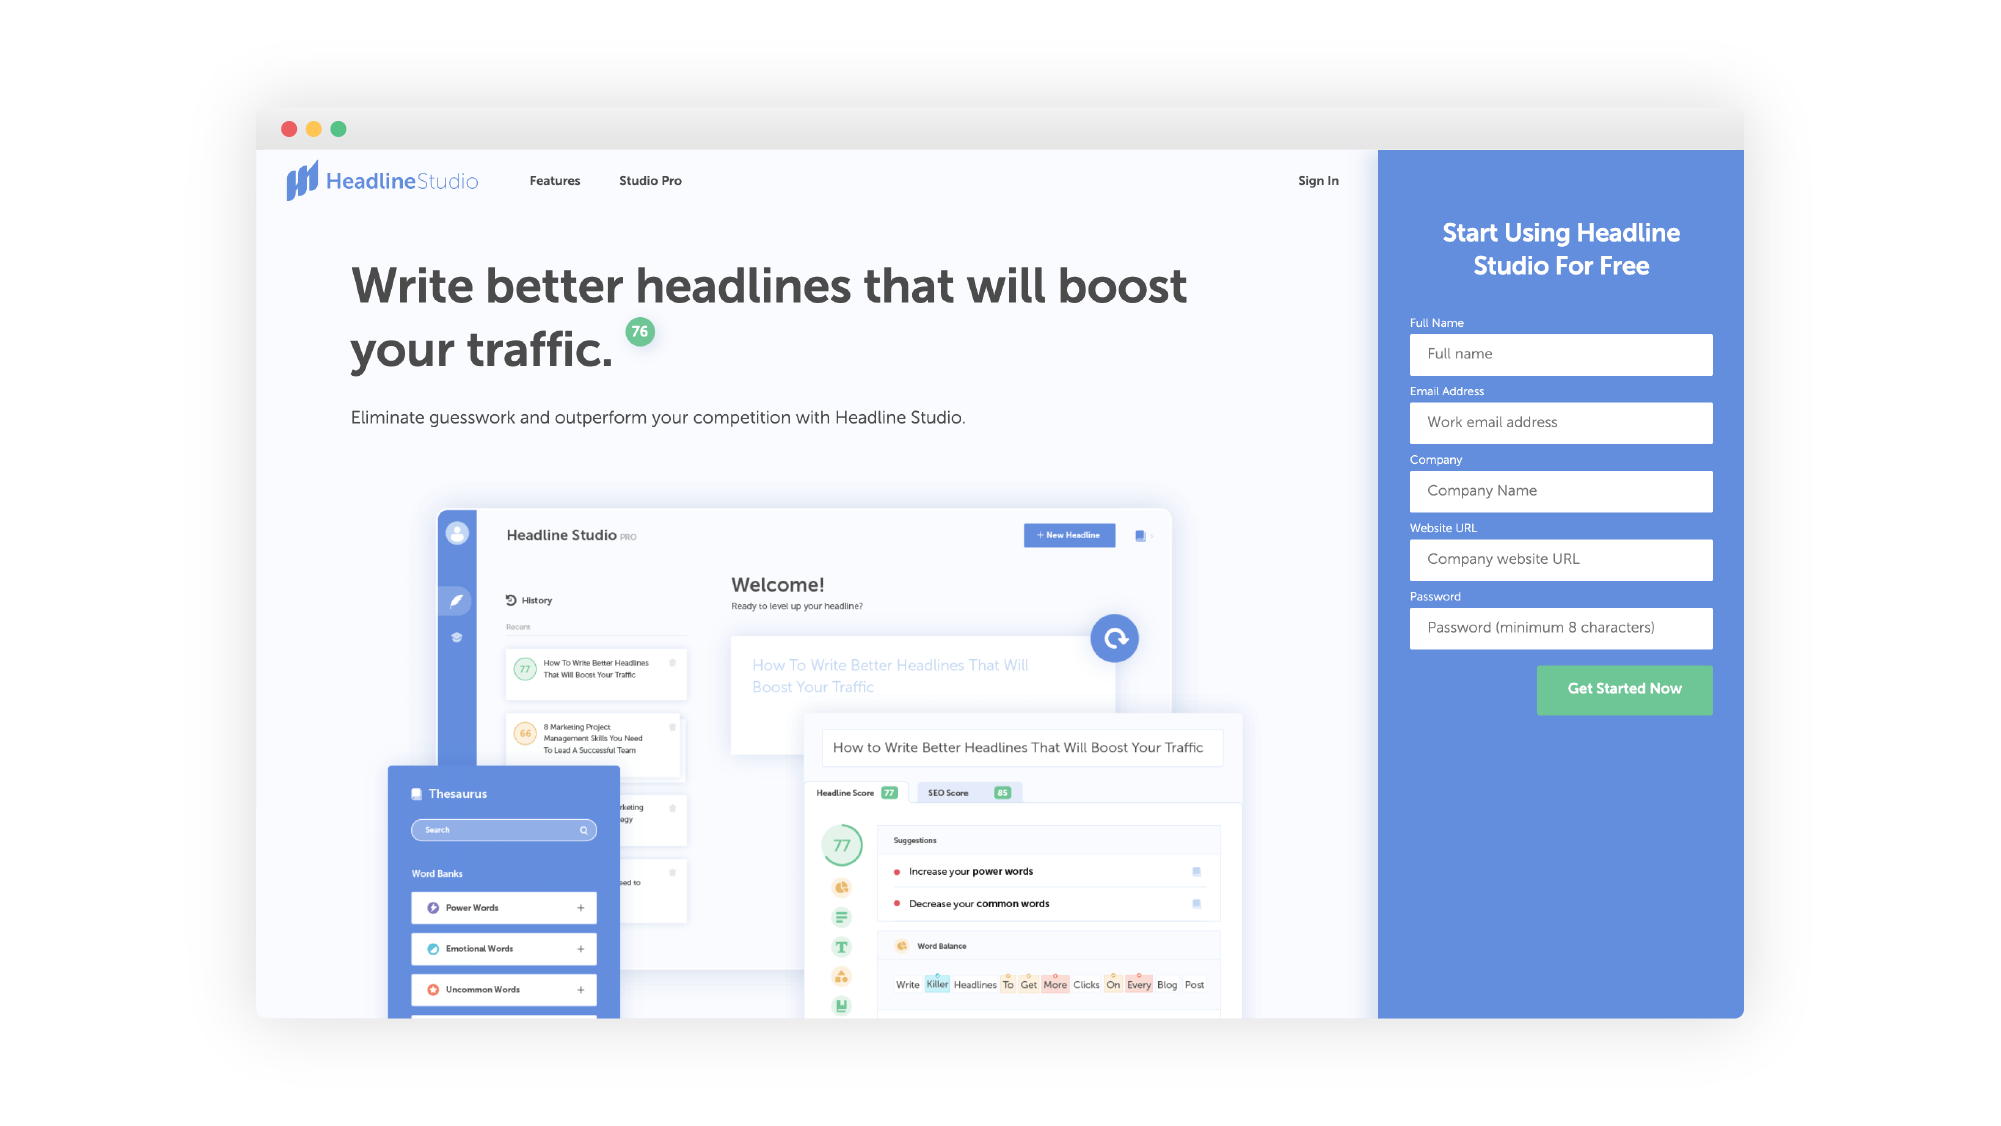 HeadlineStudio
Features
Studio Pro
Sign In
Write better headlines that will boost
your traffic. 76
Eliminate guesswork and outperform your competition with Headline Studio.
Headline Studio PRO
+ New Headline
History
Recent
77
How To Write Better Headlines
That Will Boost Your Traffic
66
8 Marketing Project
Management Skills You Need
To Lead A Successful Team
rketing
egy
eed to
Welcome!
Ready to level up your headline?
How To Write Better Headlines That Will
Boost Your Traffic
Thesaurus
Search
Word Banks
Power Words +
Emotional Words +
Uncommon Words +
How to Write Better Headlines That Will Boost Your Traffic
Headline Score 77
SEO Score 85
77
Suggestions
Increase your power words
Decrease your common words
Word Balance
Write Killer Headlines To Get More Clicks On Every Blog Post
Start Using Headline
Studio For Free
Full Name
Full name
Email Address
Work email address
Company
Company Name
Website URL
Company website URL
Password
Password (minimum 8 characters)
Get Started Now